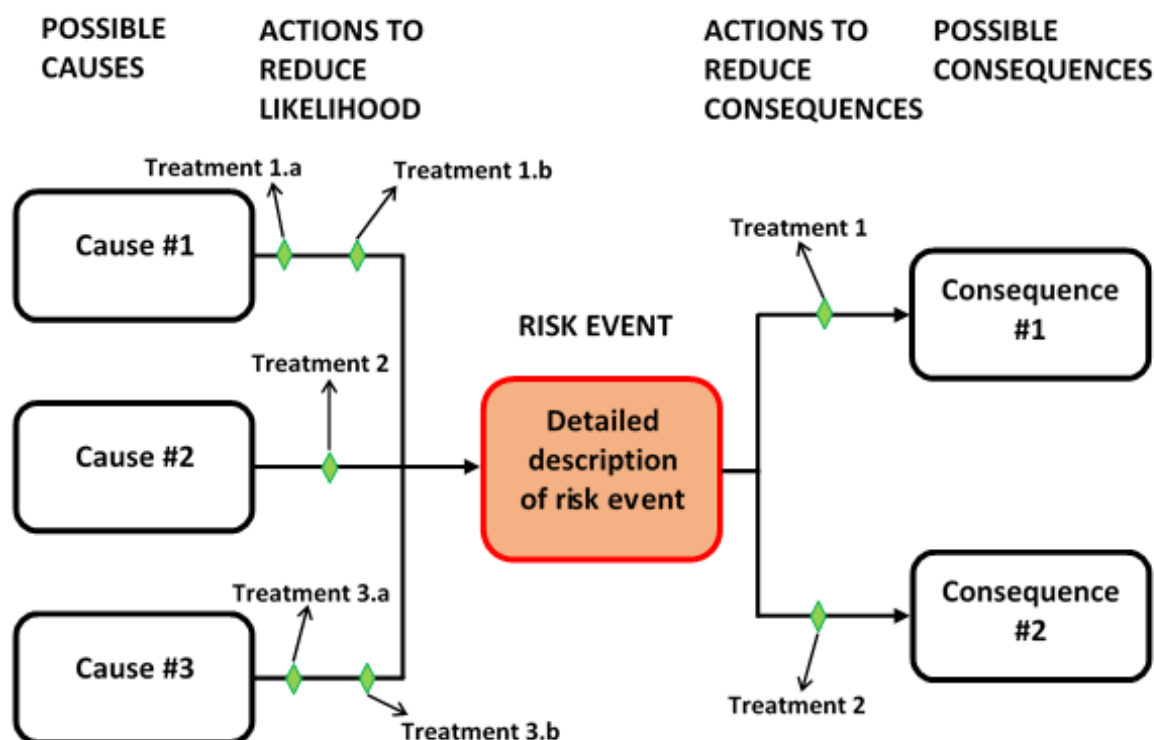 POSSIBLE
CAUSES
ACTIONS TO
REDUCE
LIKELIHOOD
ACTIONS TO
REDUCE
CONSEQUENCES
POSSIBLE
CONSEQUENCES
Treatment 1.a
Treatment 1.b
Cause #1
Treatment 2
Cause #2
Treatment 3.a
Cause #3
Treatment 3.b
RISK EVENT
Detailed
description
of risk event
Treatment 1
Consequence
#1
Consequence
#2
Treatment 2